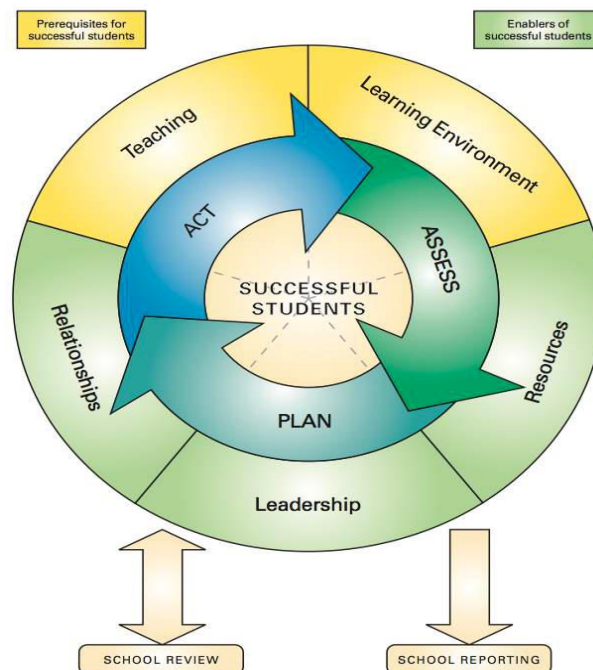 Prerequisites for
successful students
Enablers of
successful students
Teaching
Learning Environment
ACT
ASSESS
SUCCESSFUL
STUDENTS
Relationships
Resources
PLAN
Leadership
SCHOOL REVIEW
SCHOOL REPORTING